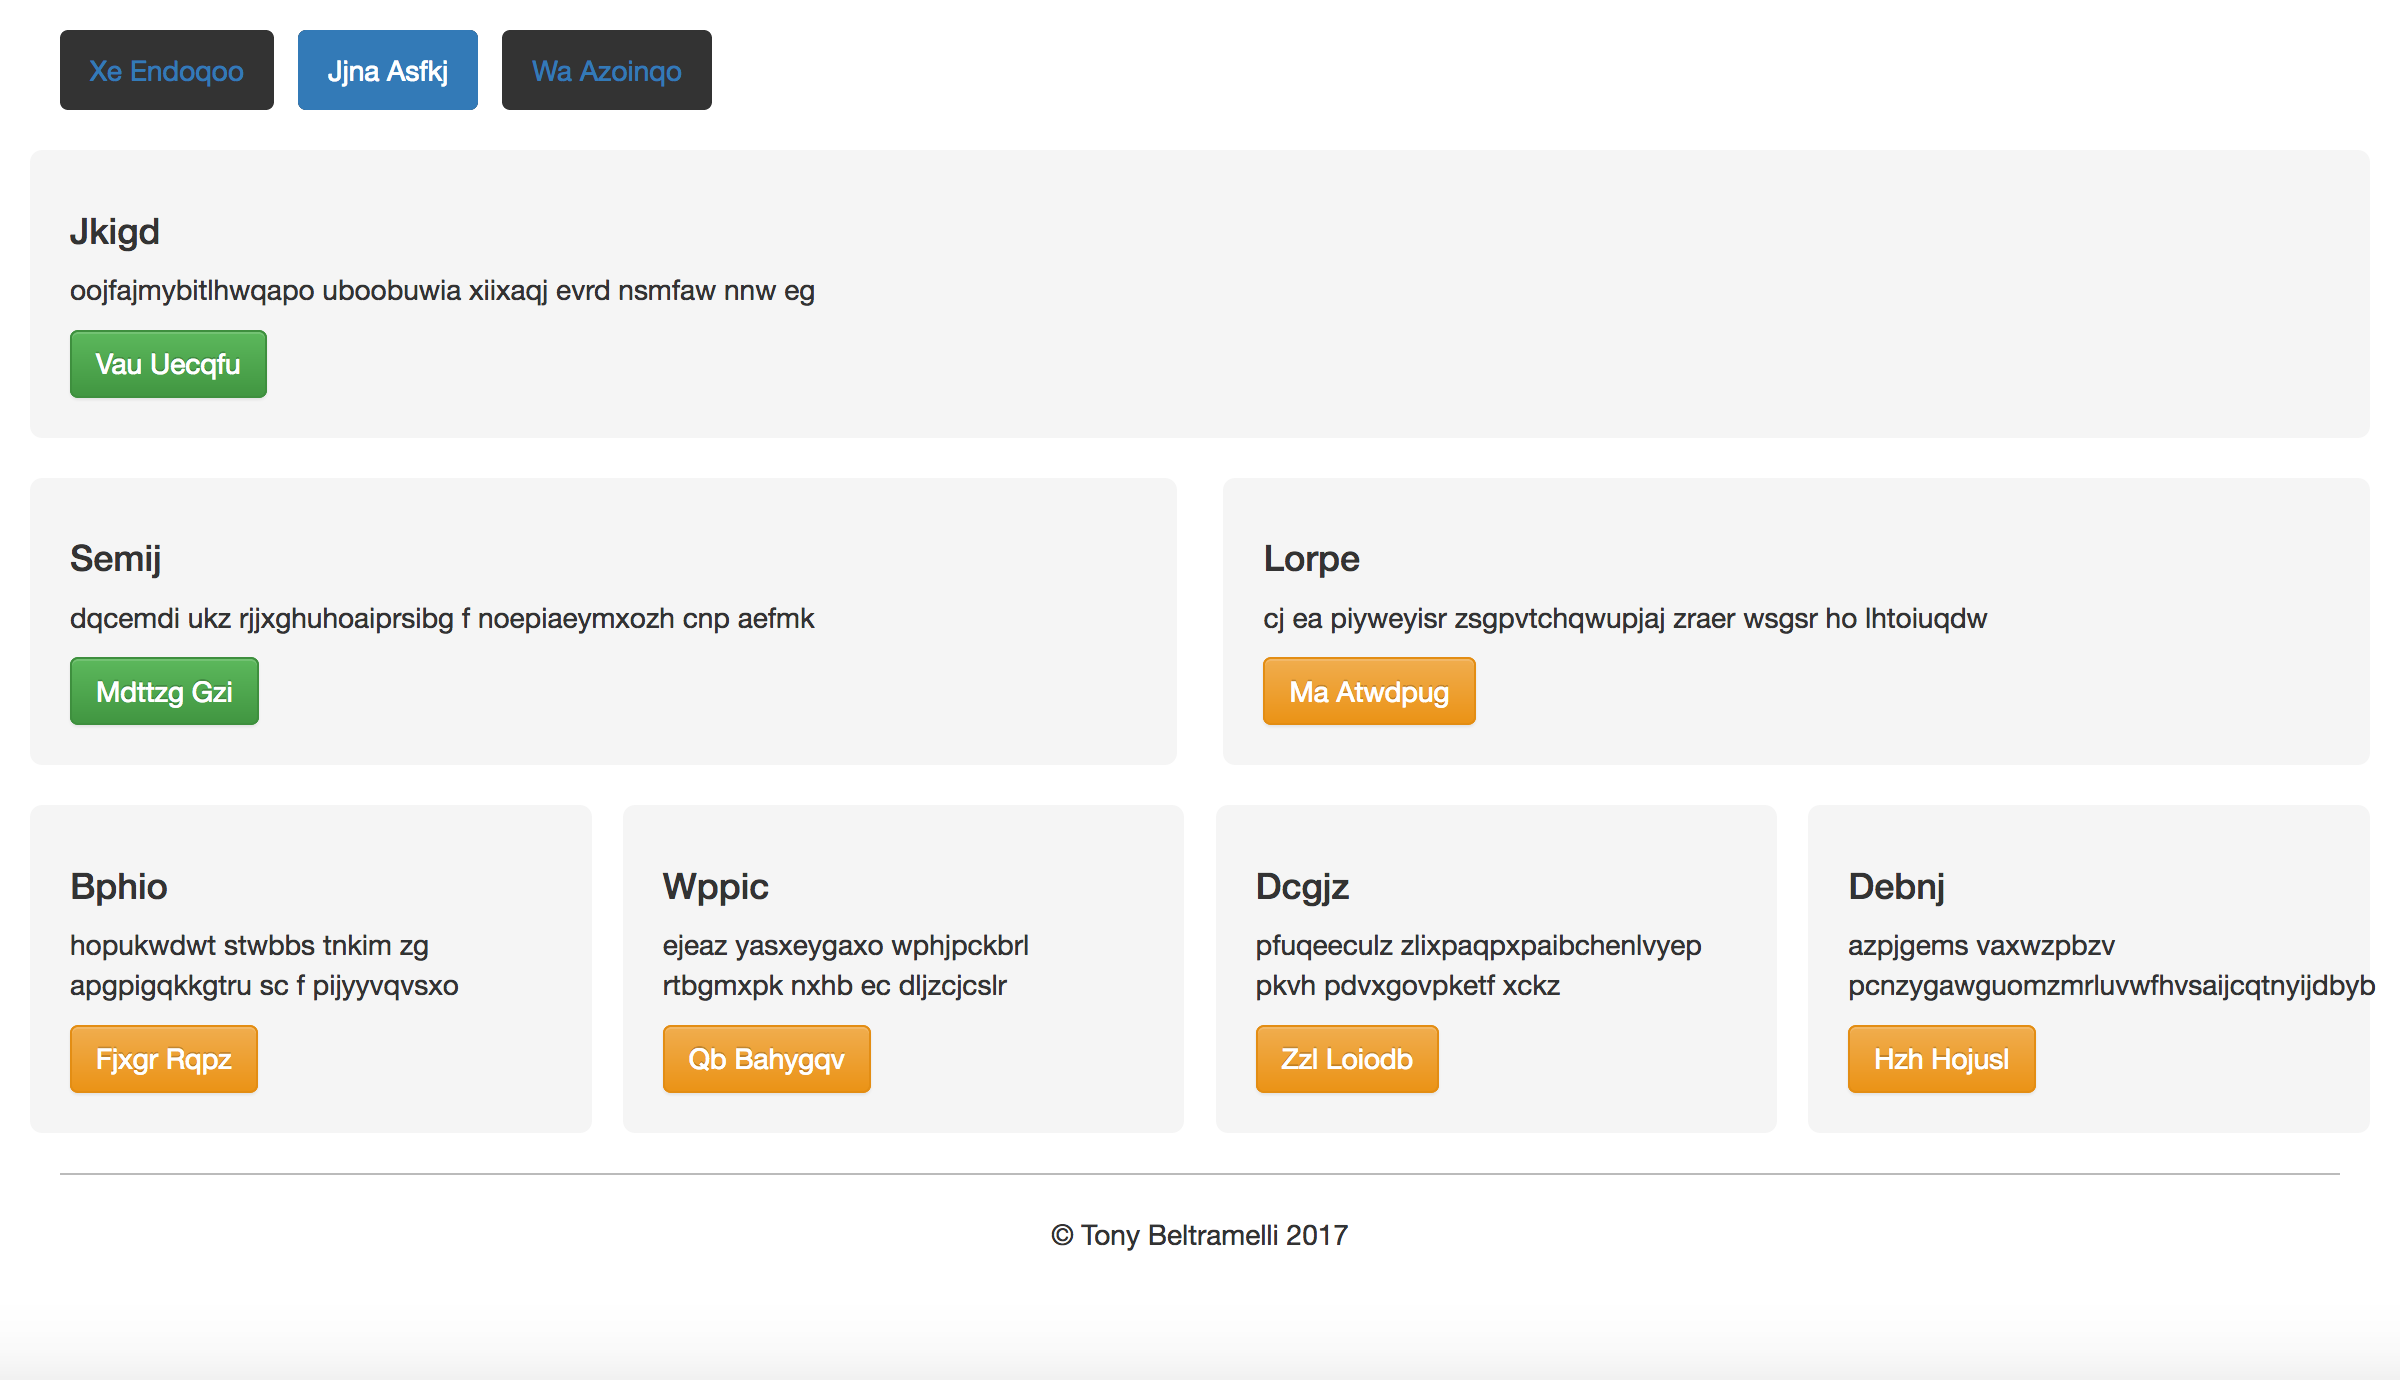 Xe Endoqoo Jjna Asfkj Wa Azoinqo
Jkigd
oojfajmybitlhwqapo uboobuwia xiixaqj evrd nsmfaw nnw eg
Vau Uecqfu
Semij
dqcemdi ukz rjjxghuhoaiprsibg f noepiaeymxozh cnp aefmk
Mdttzg Gzi
Lorpe
cj ea piyweyisr zsgpvtchqwupjaj zraer wsgsr ho lhtoiuqdw
Ma Atwdpug
Bphio
hopukwdwt stwbbs tnkim zg
apgpigqkkgtru sc f pijyyvqvsxo
Fjxgr Rqpz
Wppic
ejeaz yasxeygaxo wphjpckbrl
rtbgmxpk nxhb ec dljzcjcslr
Qb Bahygqv
Dcgjz
pfuqeeculz zlixpaqpxpaibchenlvyep
pkvh pdvxgovpketf xckz
Zzl Loiodb
Debnj
azpjgems vaxwzpbzv
pcnzygawguomzmrluvwfhvsaijcqtnyijdbyb
Hzh Hojusl
© Tony Beltramelli 2017